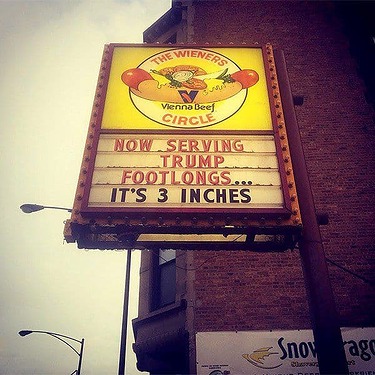 THE WIENERS
Vienna Beef
CIRCLE
NOW SERVING
TRUMP
FOOTLONGS...
IT'S 3 INCHES